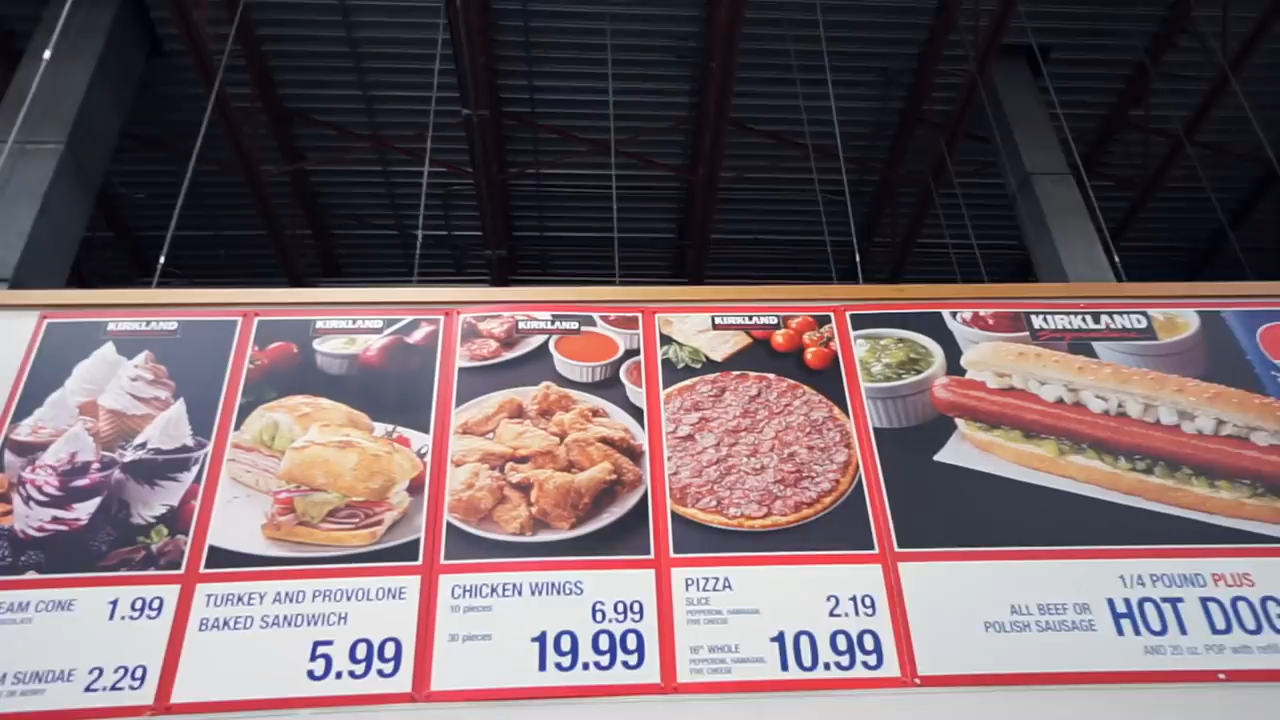 KIRKLAND
EAM CONE 1.99
M SUNDAE 2.29
KIRKLAND
TURKEY AND PROVOLONE
BAKED SANDWICH
5.99
KIRKLAND
CHICKEN WINGS
10 pieces 6.99
30 pieces 19.99
KIRKLAND
PIZZA
SLICE 2.19
PEPPERONI, HAWAIIAN,
FIVE CHEESE
16" WHOLE 10.99
PEPPERONI, HAWAIIAN,
FIVE CHEESE
KIRKLAND
Signature
1/4 POUND PLUS
ALL BEEF OR
POLISH SAUSAGE
HOT DOG
AND 20 oz. POP with refill